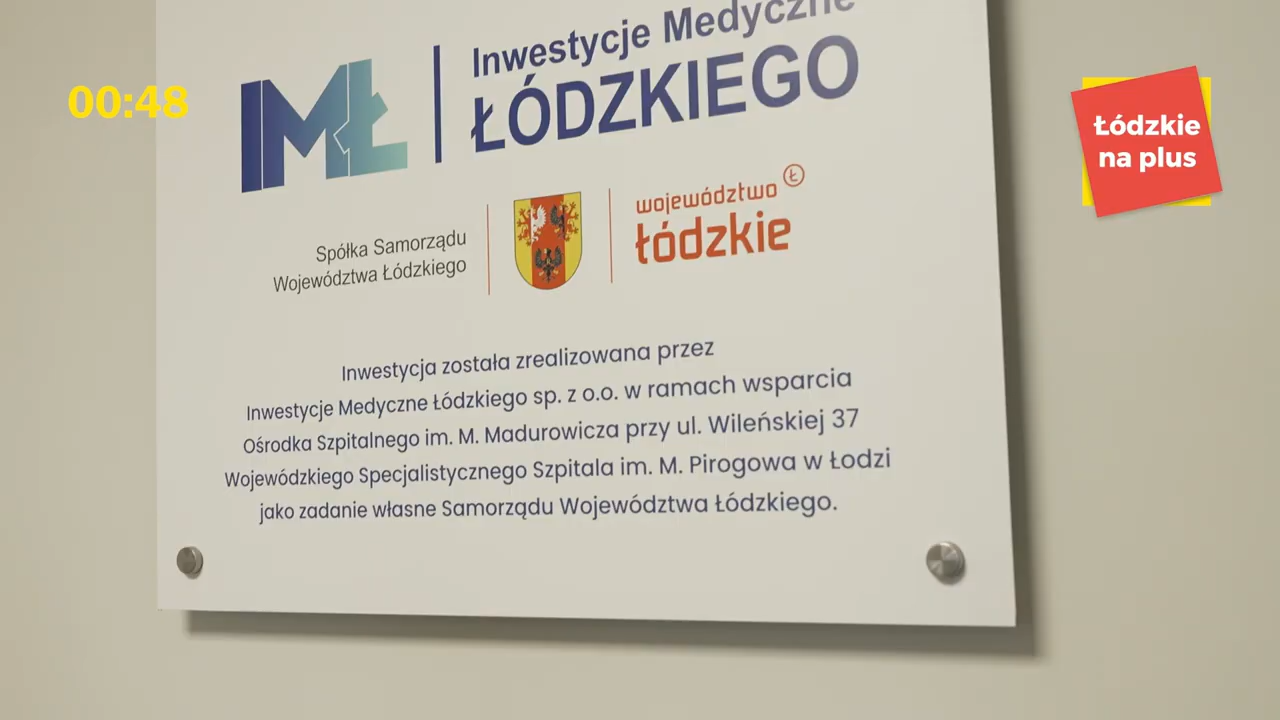 00:48
Łódzkie
na plus
IMŁ
Inwestycje Medyczne
ŁÓDZKIEGO
Spółka Samorządu
Województwa Łódzkiego
województwo Ł
łódzkie
Inwestycja została zrealizowana przez
Inwestycje Medyczne Łódzkiego sp. z o.o. w ramach wsparcia
Ośrodka Szpitalnego im. M. Madurowicza przy ul. Wileńskiej 37
Wojewódzkiego Specjalistycznego Szpitala im. M. Pirogowa w Łodzi
jako zadanie własne Samorządu Województwa Łódzkiego.